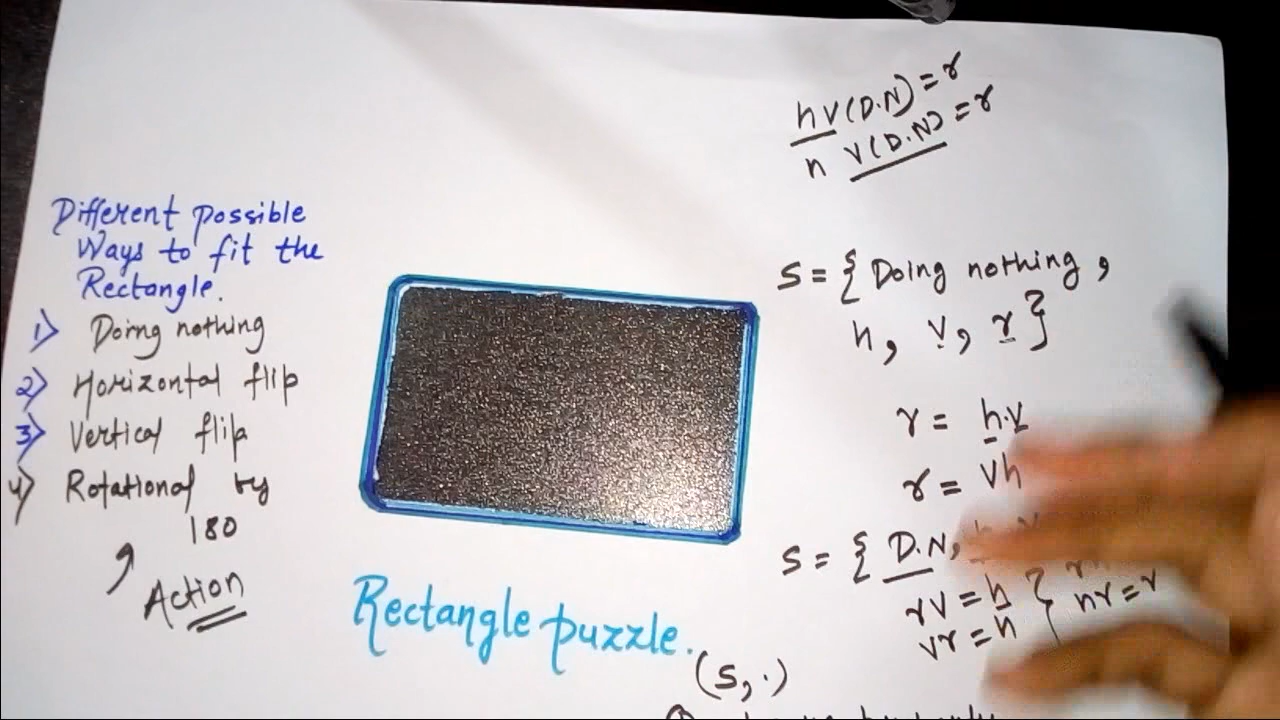 Different possible
Ways to fit the
Rectangle.
1) Doing nothing
2) Horizontal flip
3) Vertical flip
4) Rotational by
180
, Action
Rectangle puzzle.
hv(D.N) = r
h v(D.N) = r
S = { Doing nothing ,
h, v, r }
r = h.v
r = vh
S = { D.N,
rv = h
vr = h
hr = v
(S, .)